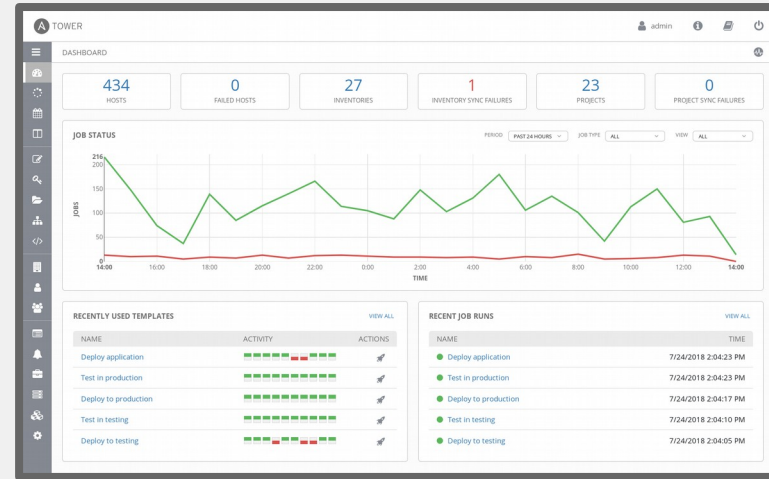 A TOWER
admin
DASHBOARD
434
HOSTS
0
FAILED HOSTS
27
INVENTORIES
1
INVENTORY SYNC FAILURES
23
PROJECTS
0
PROJECT SYNC FAILURES
JOB STATUS
PERIOD PAST 24 HOURS JOB TYPE ALL VIEW ALL
216
200
150
100
50
0
JOBS
14:00 16:00 18:00 20:00 22:00 0:00 2:00 4:00 6:00 8:00 10:00 12:00 14:00
TIME
RECENTLY USED TEMPLATES VIEW ALL
NAME ACTIVITY ACTIONS
Deploy application
Test in production
Deploy to production
Test in testing
Deploy to testing
RECENT JOB RUNS VIEW ALL
NAME TIME
Deploy application 7/24/2018 2:04:23 PM
Test in production 7/24/2018 2:04:23 PM
Deploy to production 7/24/2018 2:04:17 PM
Test in testing 7/24/2018 2:04:10 PM
Deploy to testing 7/24/2018 2:04:05 PM